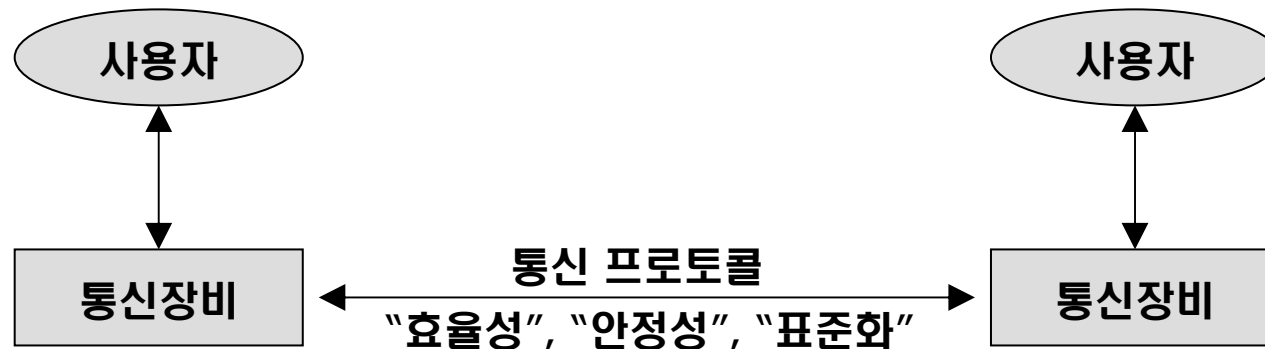 사용자
사용자
통신 프로토콜
통신장비
통신장비
“효율성”, “안정성”, “표준화”